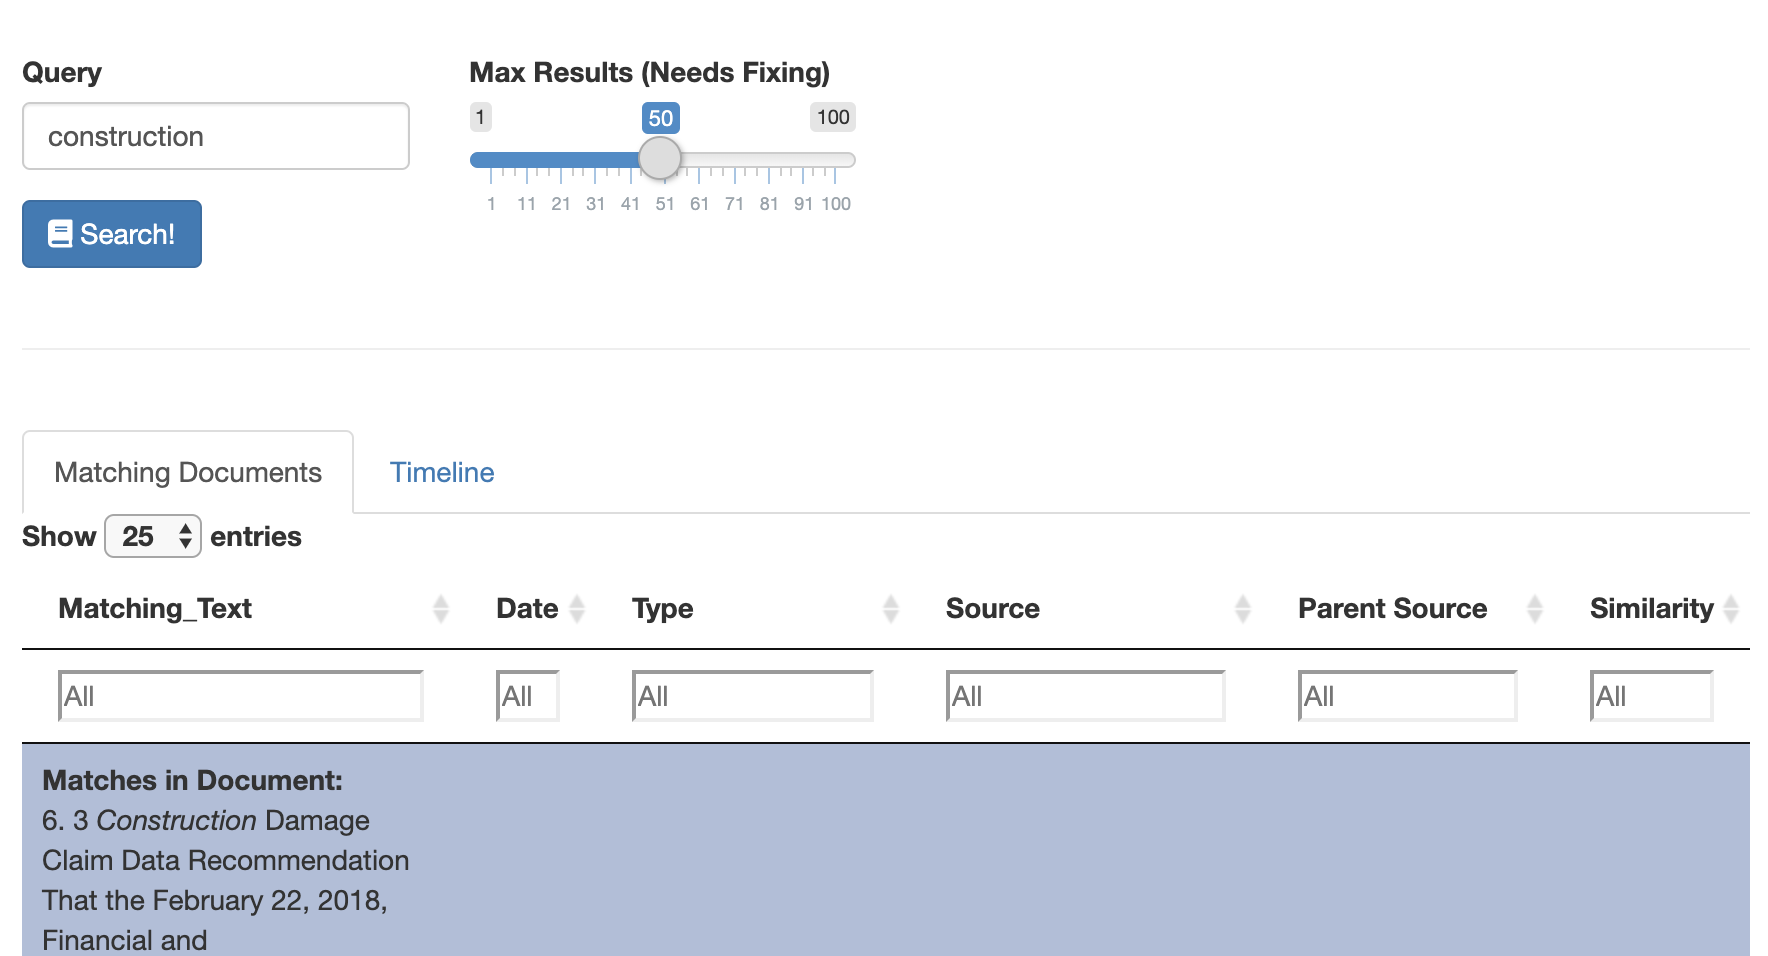 Query
Max Results (Needs Fixing)
construction
1
50
100
1 11 21 31 41 51 61 71 81 91 100
Search!
Matching Documents
Timeline
Show 25 entries
Matching_Text Date Type Source Parent Source Similarity
All All All All All All
Matches in Document:
6. 3 Construction Damage
Claim Data Recommendation
That the February 22, 2018,
Financial and